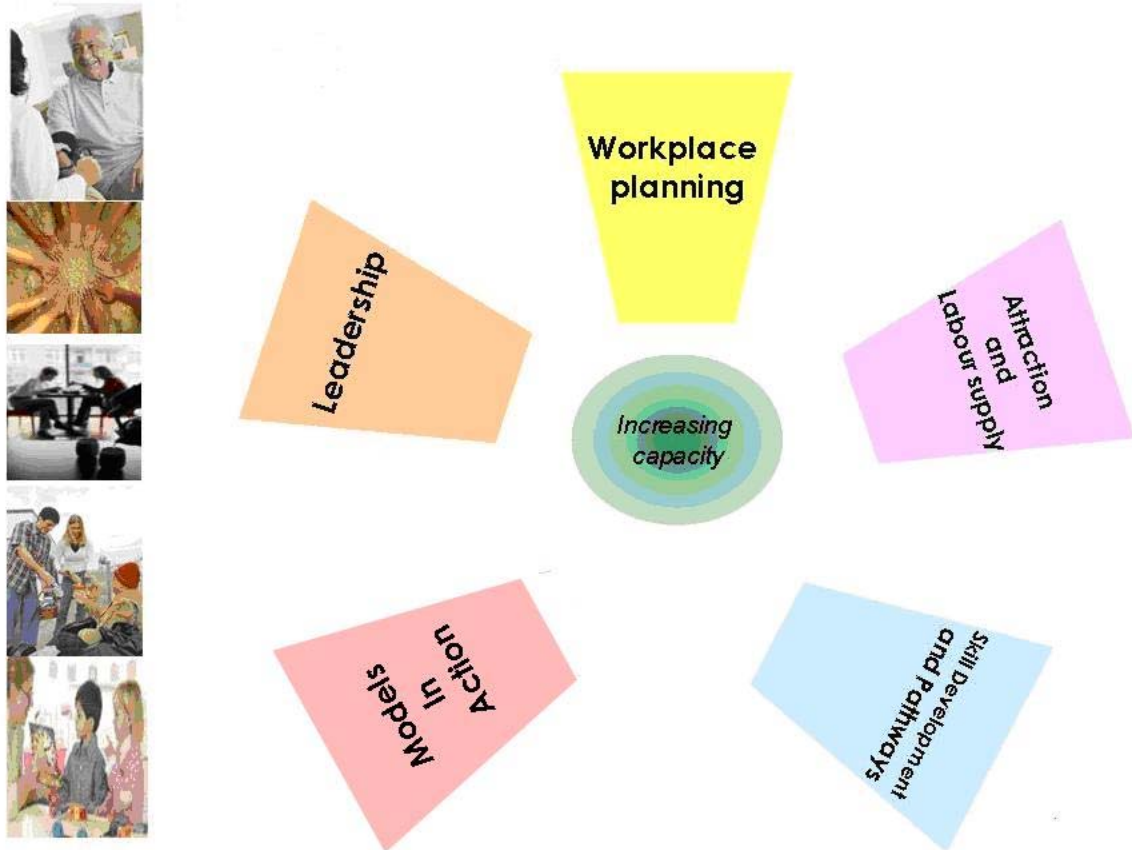 Workplace
planning
Leadership
Attraction
and
Labour supply
Increasing
capacity
Models
In
Action
Skill Development
and Pathways